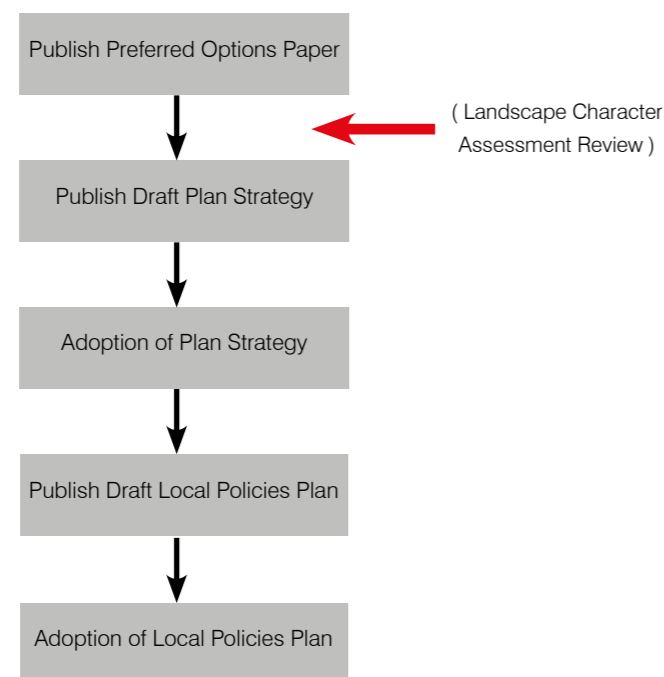 Publish Preferred Options Paper
( Landscape Character
Assessment Review )
Publish Draft Plan Strategy
Adoption of Plan Strategy
Publish Draft Local Policies Plan
Adoption of Local Policies Plan